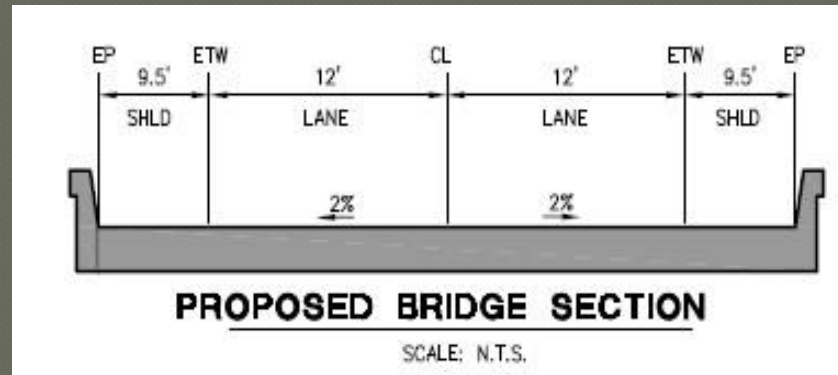 EP ETW CL ETW EP
9.5' 12' 12' 9.5'
SHLD LANE LANE SHLD
2% 2%
PROPOSED BRIDGE SECTION
SCALE: N.T.S.